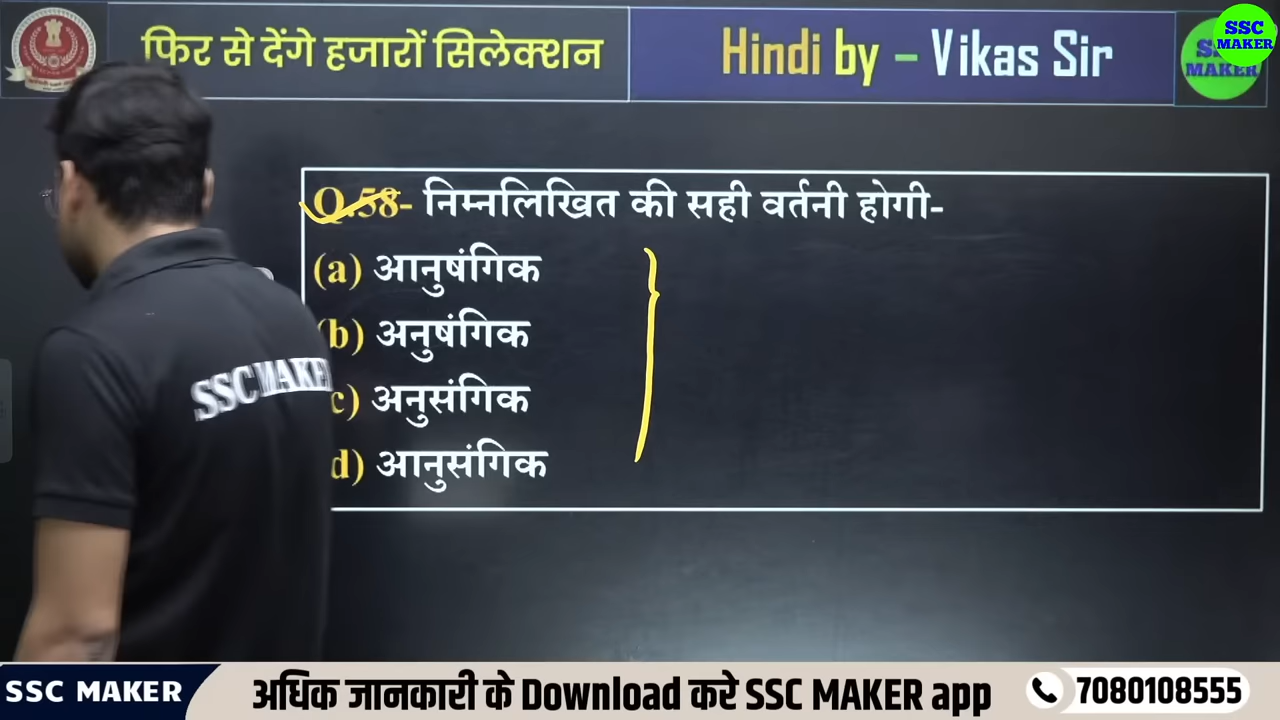 फिर से देंगे हजारों सिलेक्शन
Hindi by – Vikas Sir
SSC
MAKER
Q.58- निम्नलिखित की सही वर्तनी होगी-
(a) आनुषंगिक
(b) अनुषंगिक
c) अनुसंगिक
d) आनुसंगिक
SSC MAKER
SSC MAKER
अधिक जानकारी के Download करे SSC MAKER app
7080108555